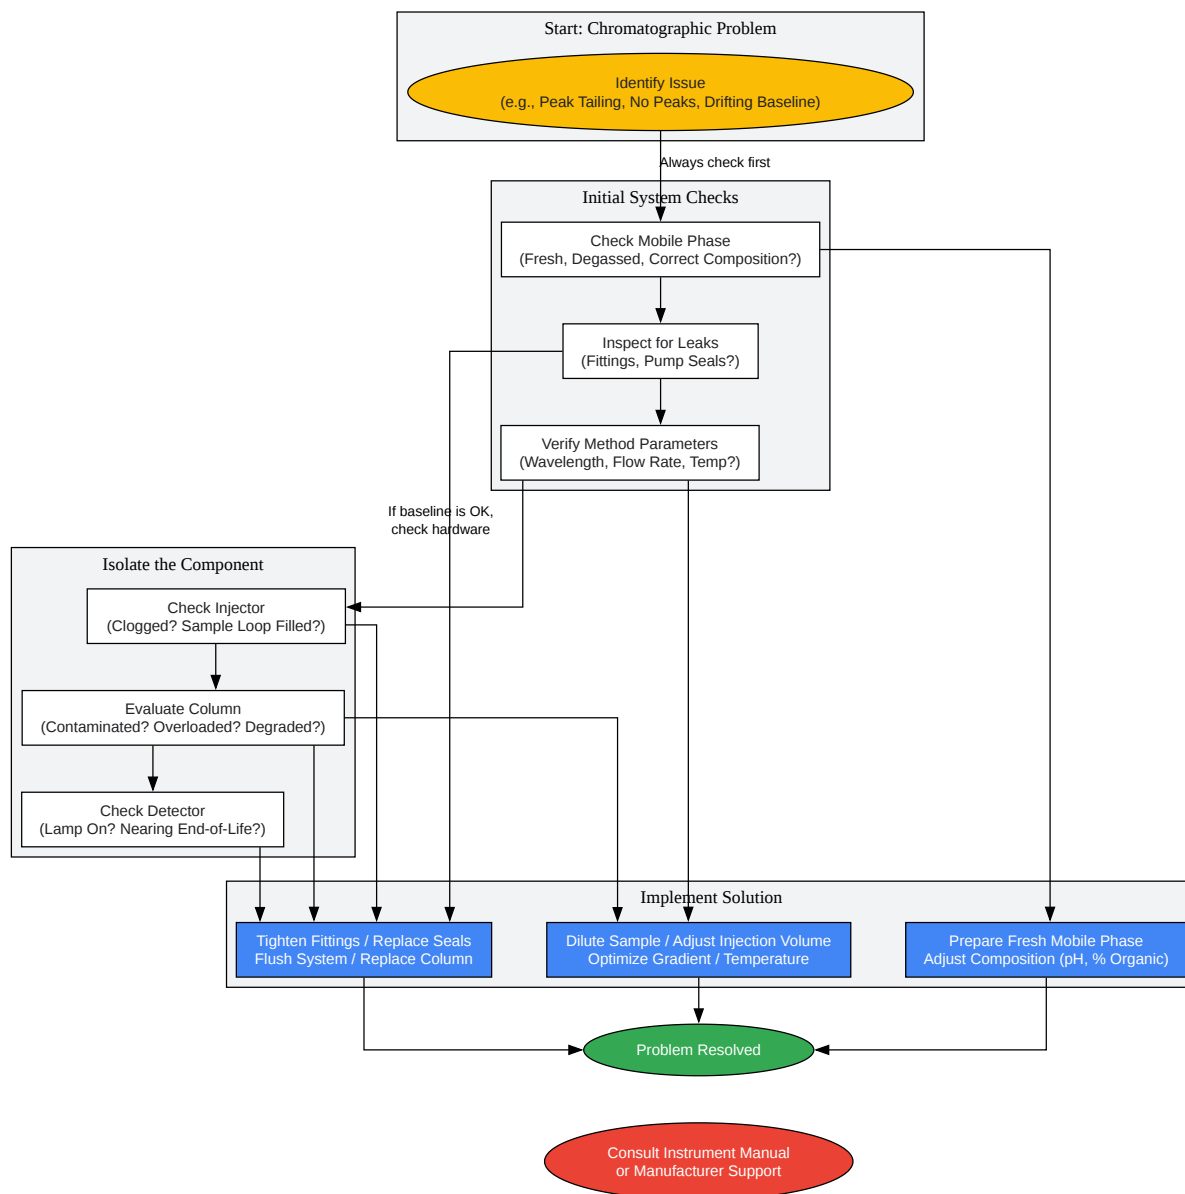 Start: Chromatographic Problem
Identify Issue
(e.g., Peak Tailing, No Peaks, Drifting Baseline)
Always check first
Initial System Checks
Check Mobile Phase
(Fresh, Degassed, Correct Composition?)
Inspect for Leaks
(Fittings, Pump Seals?)
Verify Method Parameters
(Wavelength, Flow Rate, Temp?)
If baseline is OK,
check hardware
Isolate the Component
Check Injector
(Clogged? Sample Loop Filled?)
Evaluate Column
(Contaminated? Overloaded? Degraded?)
Check Detector
(Lamp On? Nearing End-of-Life?)
Implement Solution
Tighten Fittings / Replace Seals
Flush System / Replace Column
Dilute Sample / Adjust Injection Volume
Optimize Gradient / Temperature
Prepare Fresh Mobile Phase
Adjust Composition (pH, % Organic)
Problem Resolved
Consult Instrument Manual
or Manufacturer Support